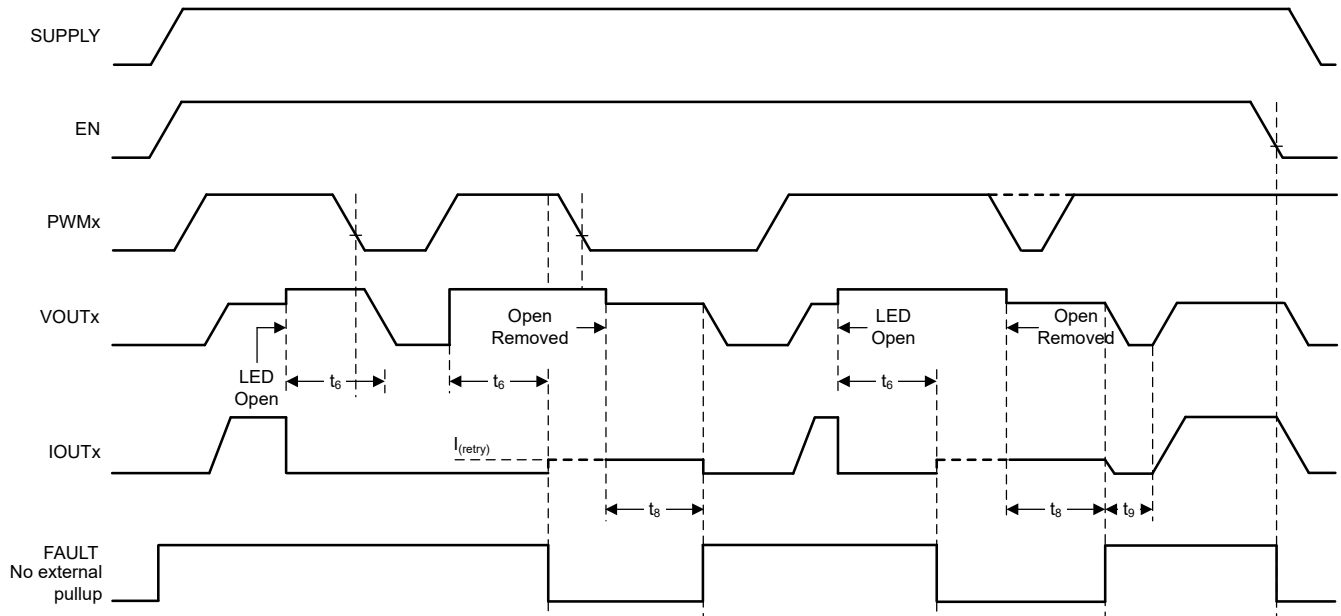 SUPPLY
EN
PWMx
VOUTx
LED
Open
t6
t6
Open
Removed
LED
Open
t6
Open
Removed
IOUTx
I(retry)
t8
t8
t9
FAULT
No external
pullup